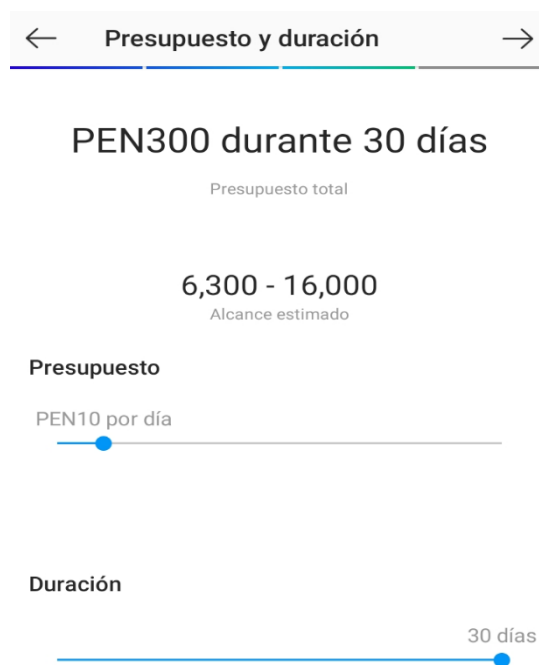 Presupuesto y duración
PEN300 durante 30 días
Presupuesto total
6,300 - 16,000
Alcance estimado
Presupuesto
PEN10 por día
Duración
30 días